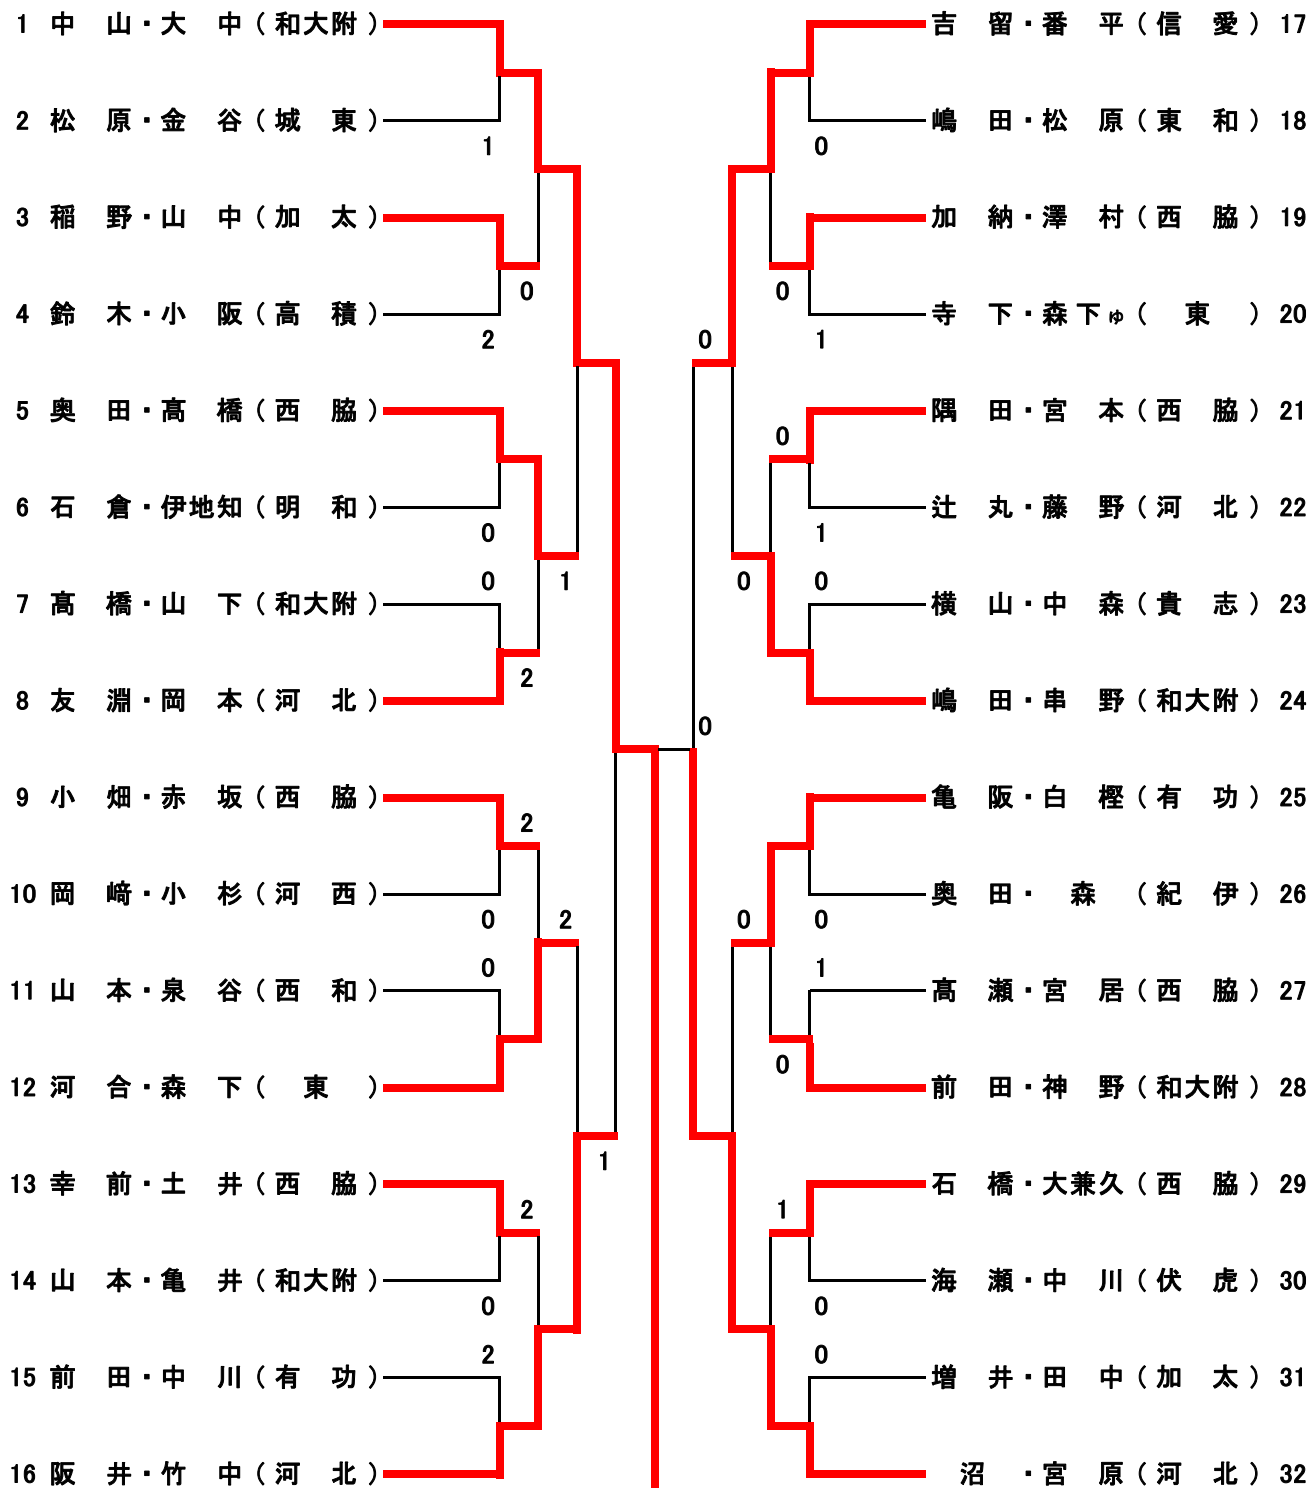 1 中 山・大 中(和大附)
2 松 原・金 谷(城 東)
1
3 稲 野・山 中(加 太)
0
4 鈴 木・小 阪(高 積)
2
5 奥 田・髙 橋(西 脇)
6 石 倉・伊地知(明 和)
0
0
1
7 髙 橋・山 下(和大附)
2
8 友 淵・岡 本(河 北)
9 小 畑・赤 坂(西 脇)
2
10 岡 﨑・小 杉(河 西)
0
2
0
11 山 本・泉 谷(西 和)
12 河 合・森 下( 東 )
1
13 幸 前・土 井(西 脇)
2
14 山 本・亀 井(和大附)
0
2
15 前 田・中 川(有 功)
16 阪 井・竹 中(河 北)
吉 留・番 平(信 愛) 17
嶋 田・松 原(東 和) 18
0
加 納・澤 村(西 脇) 19
0
寺 下・森下ゅ( 東 ) 20
0
1
隅 田・宮 本(西 脇) 21
0
辻 丸・藤 野(河 北) 22
1
0
0
横 山・中 森(貴 志) 23
嶋 田・串 野(和大附) 24
0
亀 阪・白 樫(有 功) 25
奥 田・ 森 (紀 伊) 26
0
0
1
髙 瀬・宮 居(西 脇) 27
0
前 田・神 野(和大附) 28
石 橋・大兼久(西 脇) 29
1
海 瀬・中 川(伏 虎) 30
0
0
増 井・田 中(加 太) 31
沼 ・宮 原(河 北) 32